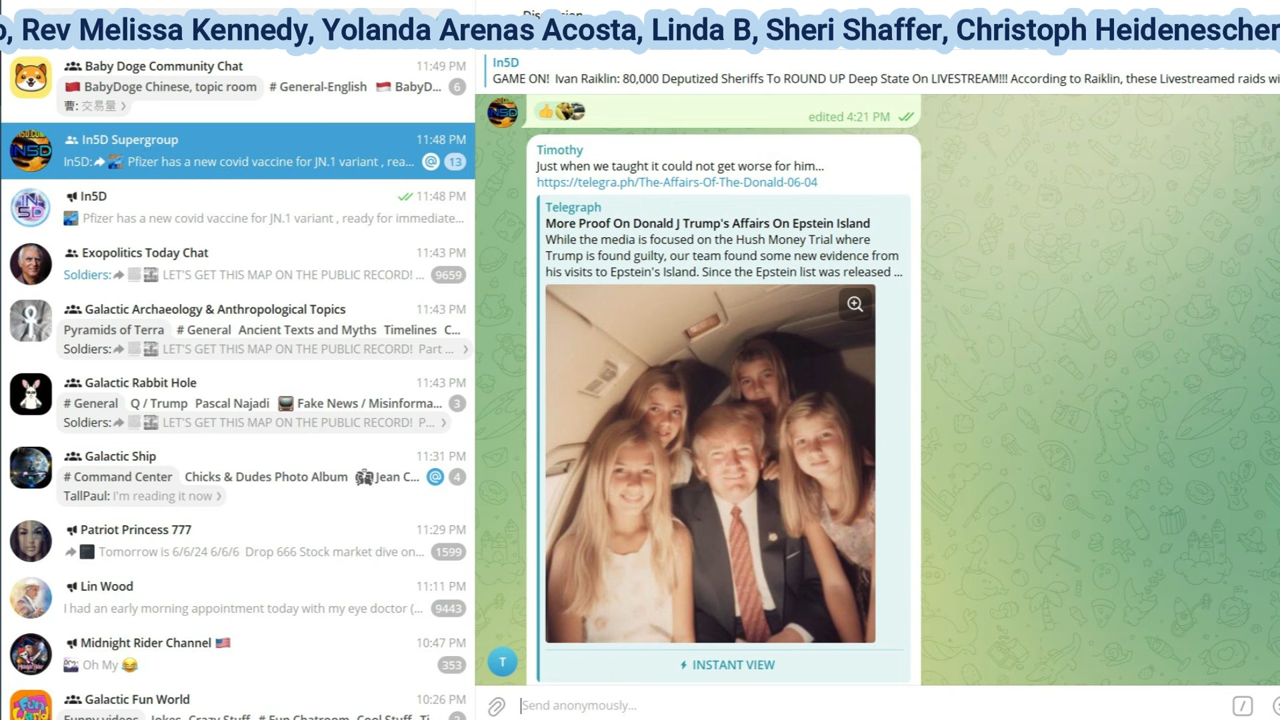 Rev Melissa Kennedy, Yolanda Arenas Acosta, Linda B, Sheri Shaffer, Christoph Heidenescher
Baby Doge Community Chat 11:49 PM
BabyDoge Chinese, topic room # General-English BabyD... 6
曹: 交易量 >
In5D Supergroup 11:48 PM
In5D: Pfizer has a new covid vaccine for JN.1 variant , rea... @ 13
In5D 11:48 PM
Pfizer has a new covid vaccine for JN.1 variant , ready for immediate...
Exopolitics Today Chat 11:43 PM
Soldiers: LET'S GET THIS MAP ON THE PUBLIC RECORD! ... 9659
Galactic Archaeology & Anthropological Topics 11:43 PM
Pyramids of Terra # General Ancient Texts and Myths Timelines C...
Soldiers: LET'S GET THIS MAP ON THE PUBLIC RECORD! Part ... >
Galactic Rabbit Hole 11:43 PM
# General Q / Trump Pascal Najadi Fake News / Misinforma... 3
Soldiers: LET'S GET THIS MAP ON THE PUBLIC RECORD! P... >
Galactic Ship 11:31 PM
# Command Center Chicks & Dudes Photo Album Jean C... @ 4
TallPaul: I'm reading it now >
Patriot Princess 777 11:29 PM
Tomorrow is 6/6/24 6/6/6 Drop 666 Stock market dive on... 1599
Lin Wood 11:11 PM
I had an early morning appointment today with my eye doctor (... 9443
Midnight Rider Channel 10:47 PM
Oh My 353
Galactic Fun World 10:26 PM
Funny videos Jokes, Crazy Stuff # Fun Chatroom Cool Stuff
In5D
GAME ON! Ivan Raiklin: 80,000 Deputized Sheriffs To ROUND UP Deep State On LIVESTREAM!!! According to Raiklin, these Livestreamed raids wi
edited 4:21 PM
Timothy
Just when we taught it could not get worse for him...
https://telegra.ph/The-Affairs-Of-The-Donald-06-04
Telegraph
More Proof On Donald J Trump's Affairs On Epstein Island
While the media is focused on the Hush Money Trial where
Trump is found guilty, our team found some new evidence from
his visits to Epstein's Island. Since the Epstein list was released ...
INSTANT VIEW
T
Send anonymously...